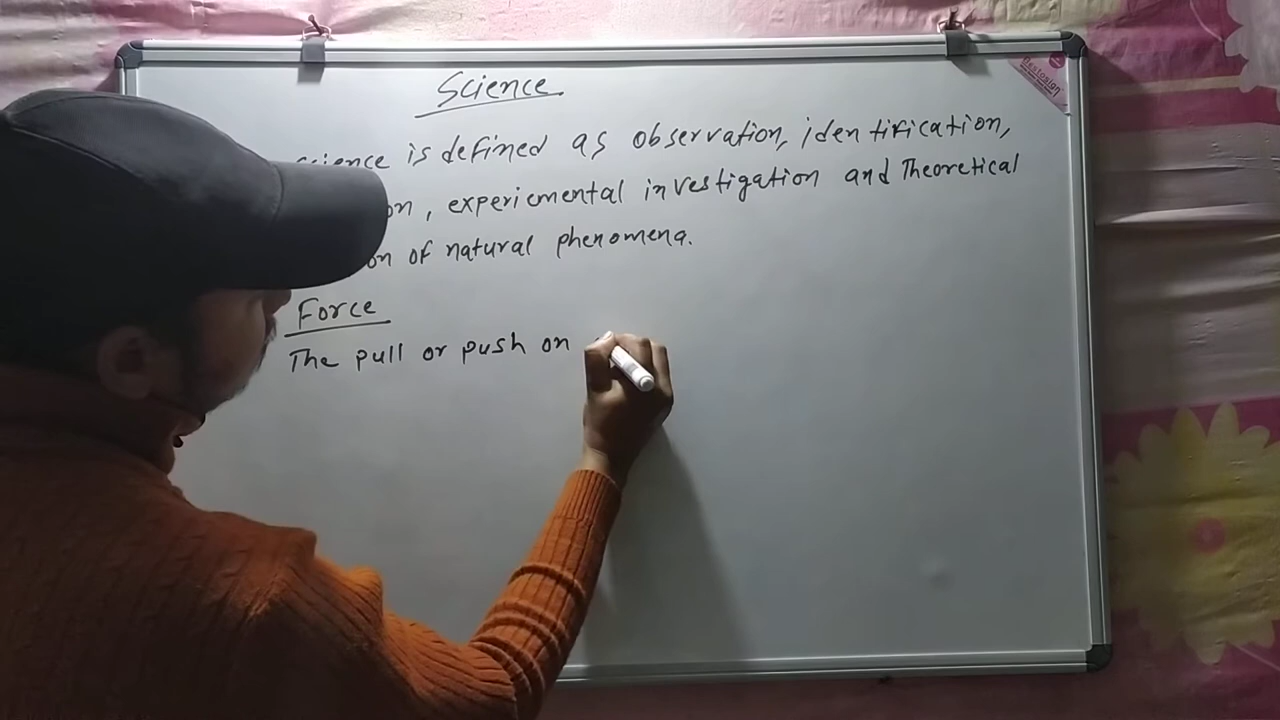 Science
Science is defined as observation, identification,
on, experiemental investigation and Theoretical
on of natural phenomena.
Force
The pull or push on